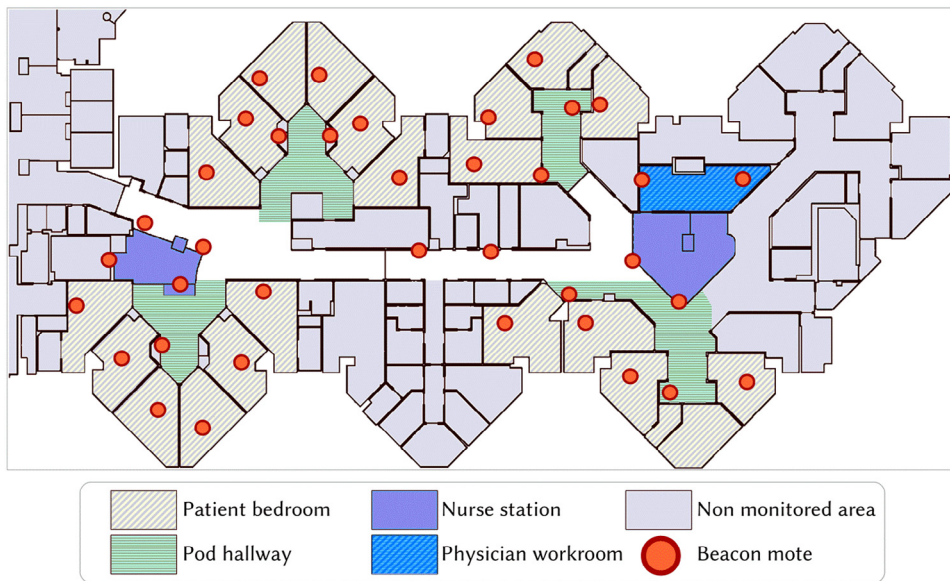 Patient bedroom
Nurse station
Non monitored area
Pod hallway
Physician workroom
Beacon mote